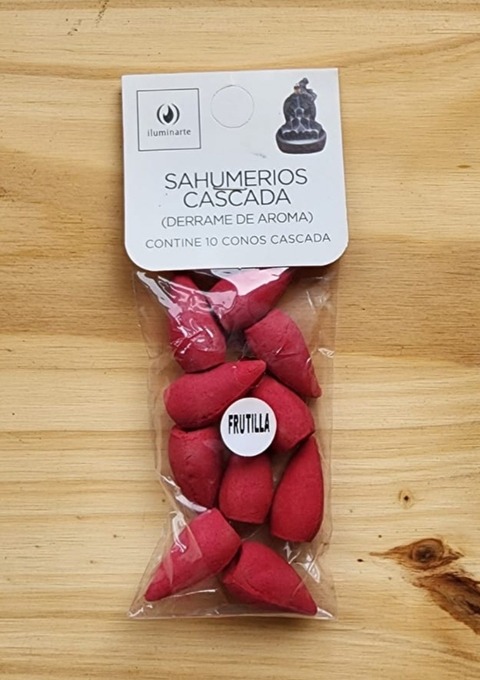 iluminarte
SAHUMERIOS
CASCADA
(DERRAME DE AROMA)
CONTINE 10 CONOS CASCADA
FRUTILLA